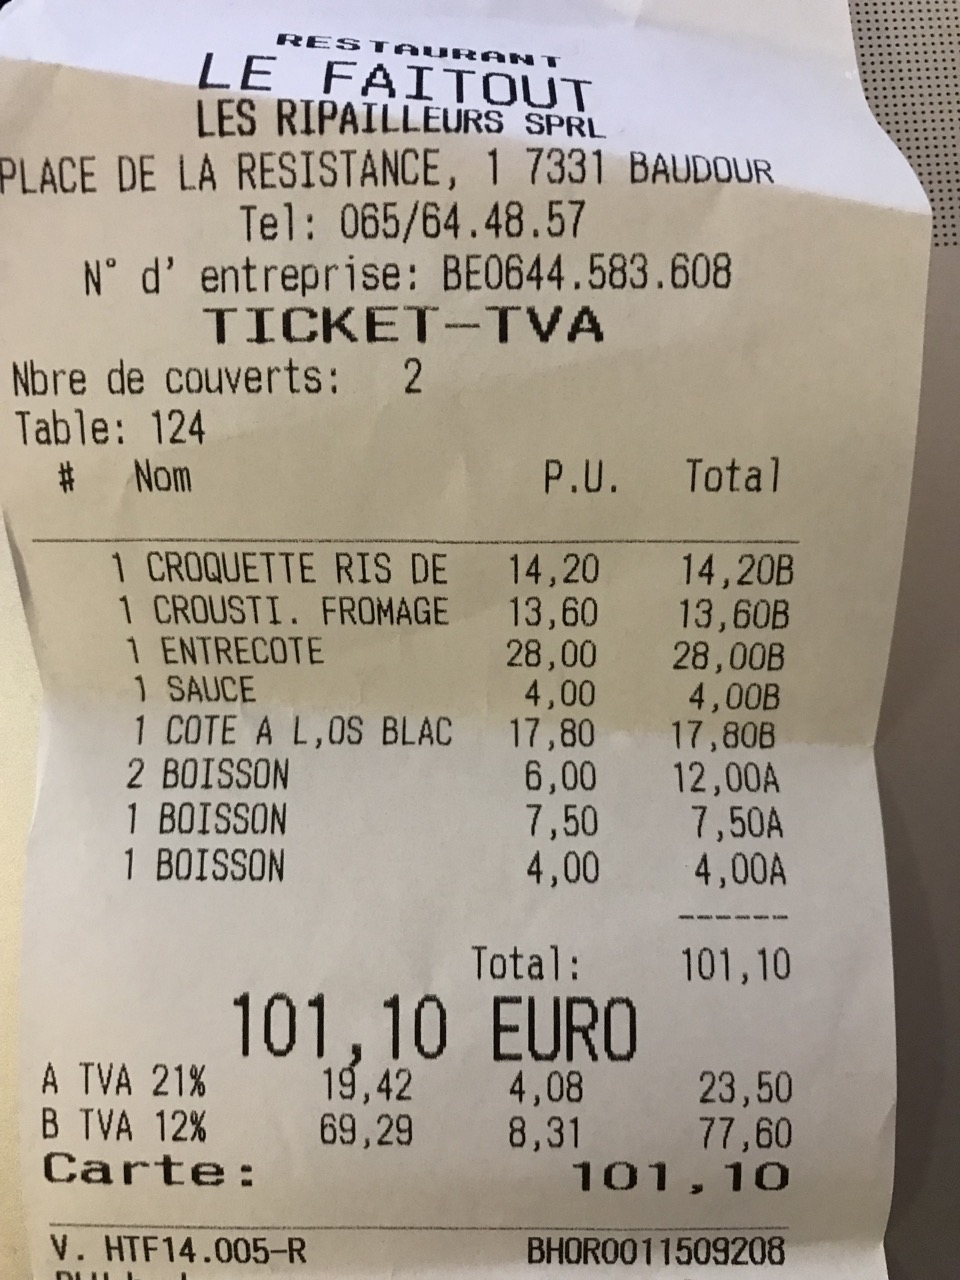 RESTAURANT
LE FAITOUT
LES RIPAILLEURS SPRL
PLACE DE LA RESISTANCE, 1 7331 BAUDOUR
Tel: 065/64.48.57
N° d' entreprise: BE0644.583.608
TICKET-TVA
Nbre de couverts: 2
Table: 124
# Nom P.U. Total
1 CROQUETTE RIS DE 14,20 14,20B
1 CROUSTI. FROMAGE 13,60 13,60B
1 ENTRECOTE 28,00 28,00B
1 SAUCE 4,00 4,00B
1 COTE A L,OS BLAC 17,80 17,80B
2 BOISSON 6,00 12,00A
1 BOISSON 7,50 7,50A
1 BOISSON 4,00 4,00A
------
Total: 101,10
101,10 EURO
A TVA 21% 19,42 4,08 23,50
B TVA 12% 69,29 8,31 77,60
Carte: 101,10
V. HTF14.005-R BHOR0011509208